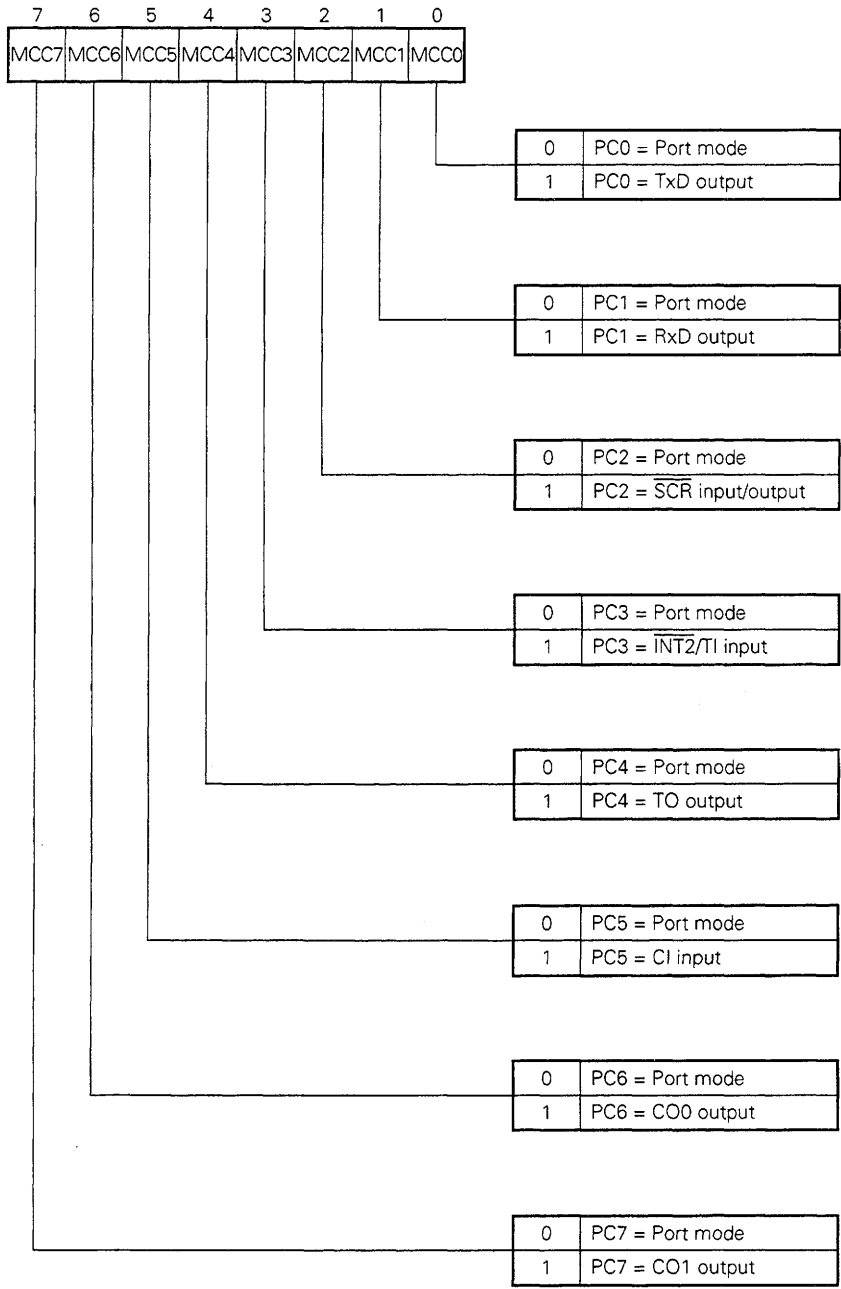 7 6 5 4 3 2 1 0
MCC7 MCC6 MCC5 MCC4 MCC3 MCC2 MCC1 MCC0
0 PC0 = Port mode
1 PC0 = TxD output
0 PC1 = Port mode
1 PC1 = RxD output
0 PC2 = Port mode
1 PC2 = S̅C̅R̅ input/output
0 PC3 = Port mode
1 PC3 = I̅N̅T̅2̅/TI input
0 PC4 = Port mode
1 PC4 = TO output
0 PC5 = Port mode
1 PC5 = CI input
0 PC6 = Port mode
1 PC6 = CO0 output
0 PC7 = Port mode
1 PC7 = CO1 output